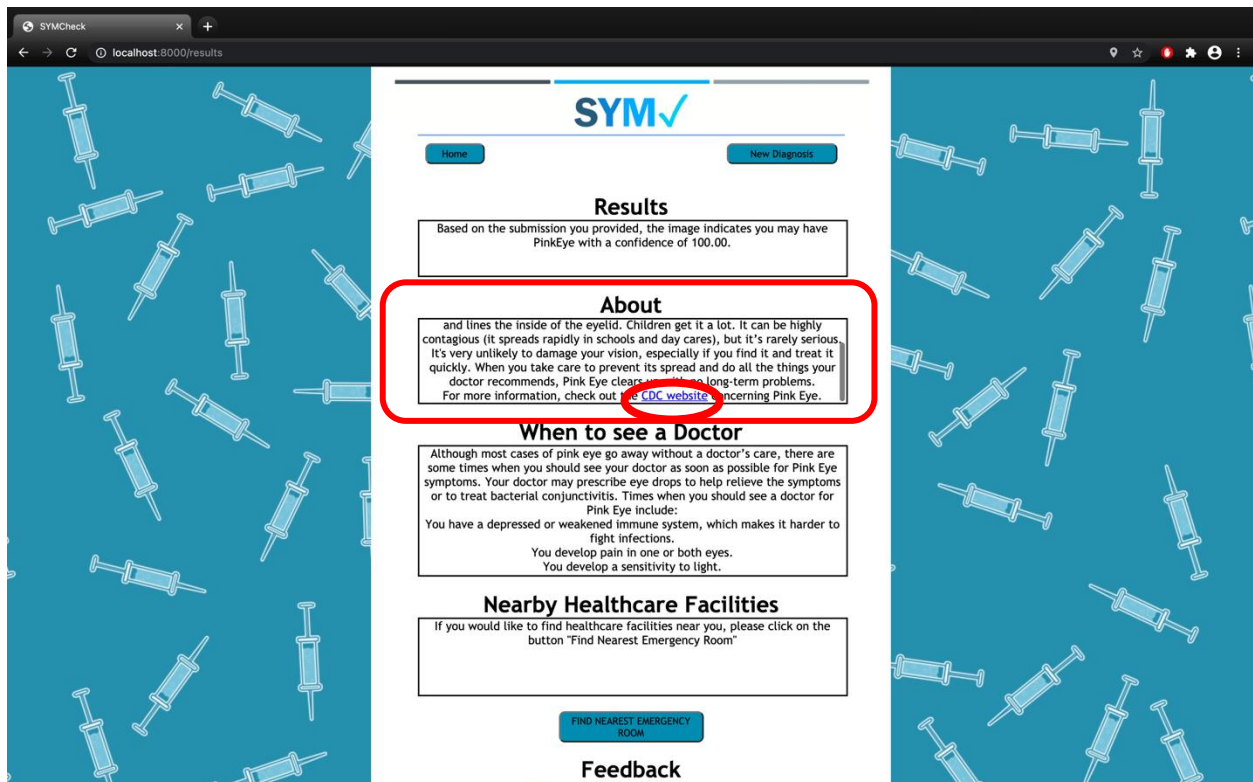 SYMCheck
localhost:8000/results
SYM✓
Home
New Diagnosis
Results
Based on the submission you provided, the image indicates you may have
PinkEye with a confidence of 100.00.
About
and lines the inside of the eyelid. Children get it a lot. It can be highly
contagious (it spreads rapidly in schools and day cares), but it’s rarely serious.
It's very unlikely to damage your vision, especially if you find it and treat it
quickly. When you take care to prevent its spread and do all the things your
doctor recommends, Pink Eye clears up with no long-term problems.
For more information, check out the CDC website concerning Pink Eye.
When to see a Doctor
Although most cases of pink eye go away without a doctor’s care, there are
some times when you should see your doctor as soon as possible for Pink Eye
symptoms. Your doctor may prescribe eye drops to help relieve the symptoms
or to treat bacterial conjunctivitis. Times when you should see a doctor for
Pink Eye include:
You have a depressed or weakened immune system, which makes it harder to
fight infections.
You develop pain in one or both eyes.
You develop a sensitivity to light.
Nearby Healthcare Facilities
If you would like to find healthcare facilities near you, please click on the
button "Find Nearest Emergency Room"
FIND NEAREST EMERGENCY
ROOM
Feedback